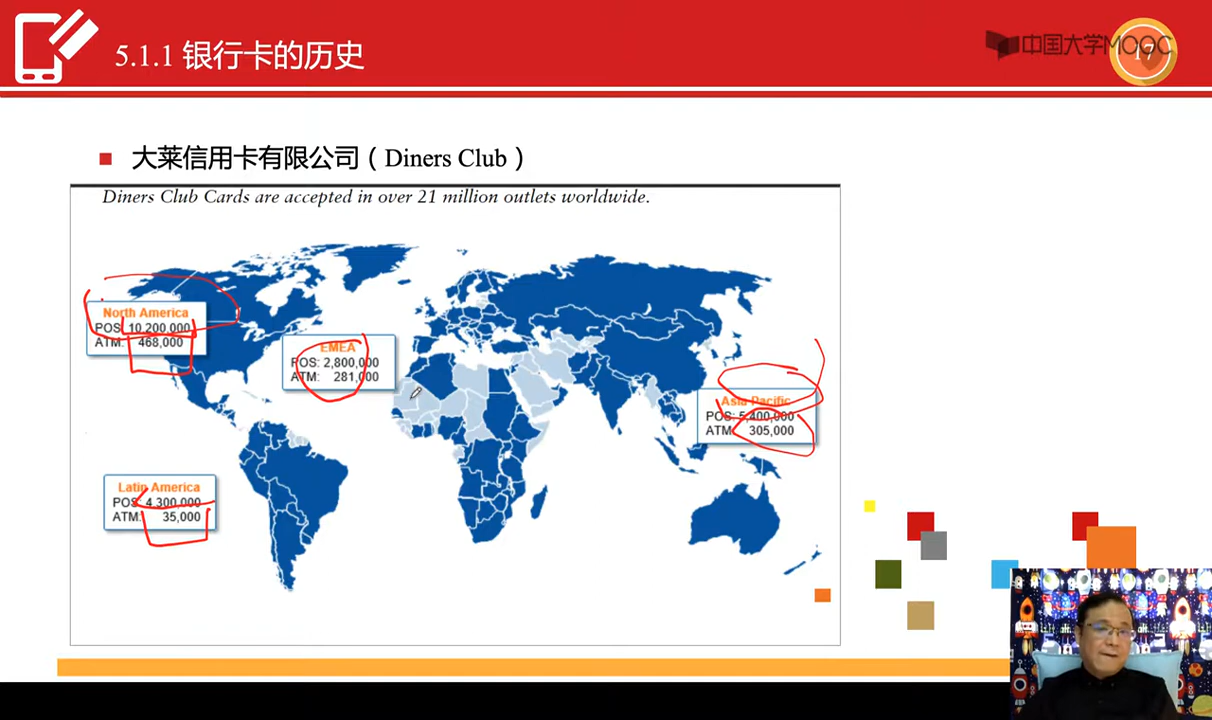 5.1.1 银行卡的历史
中国大学MOOC
17
大莱信用卡有限公司（Diners Club）
Diners Club Cards are accepted in over 21 million outlets worldwide.
North America
POS: 10,200,000
ATM: 468,000
EMEA
POS: 2,800,000
ATM: 281,000
Asia Pacific
POS: 5,400,000
ATM: 305,000
Latin America
POS: 4,300,000
ATM: 35,000